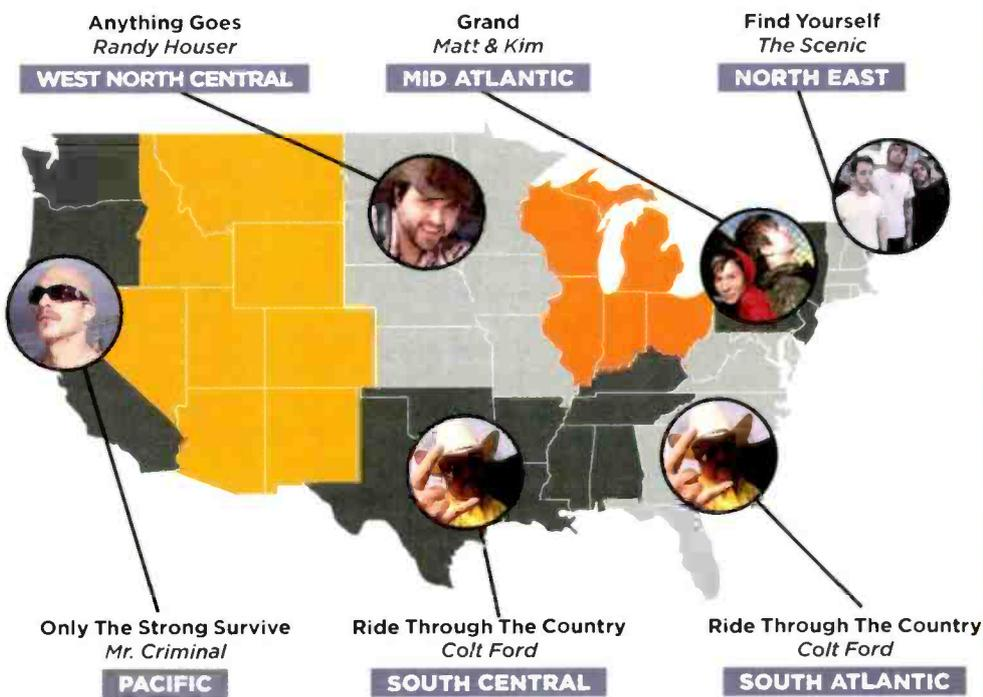 Anything Goes
Randy Houser
WEST NORTH CENTRAL
Grand
Matt & Kim
MID ATLANTIC
Find Yourself
The Scenic
NORTH EAST
Only The Strong Survive
Mr. Criminal
PACIFIC
Ride Through The Country
Colt Ford
SOUTH CENTRAL
Ride Through The Country
Colt Ford
SOUTH ATLANTIC